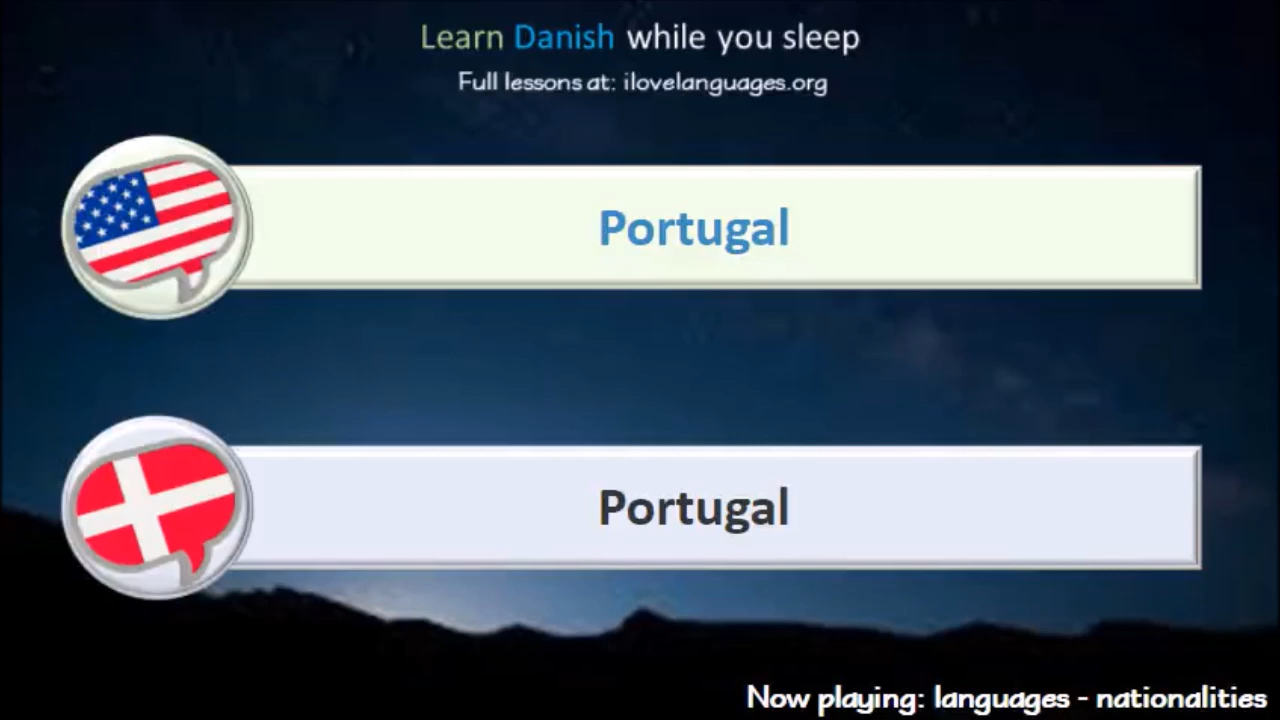 Learn Danish while you sleep
Full lessons at: ilovelanguages.org
Portugal
Portugal
Now playing: languages - nationalities